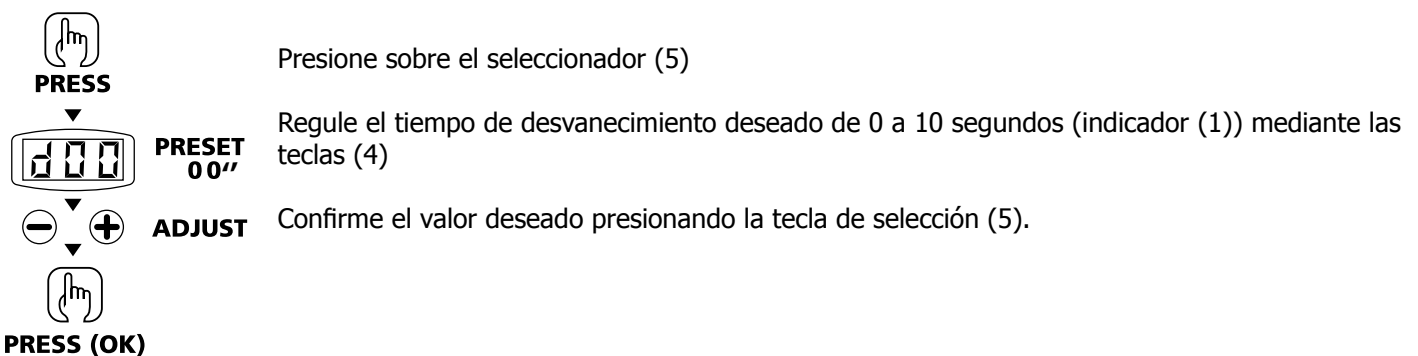 PRESS
Presione sobre el seleccionador (5)
d00
PRESET
00″
Regule el tiempo de desvanecimiento deseado de 0 a 10 segundos (indicador (1)) mediante las
teclas (4)
ADJUST
Confirme el valor deseado presionando la tecla de selección (5).
PRESS (OK)